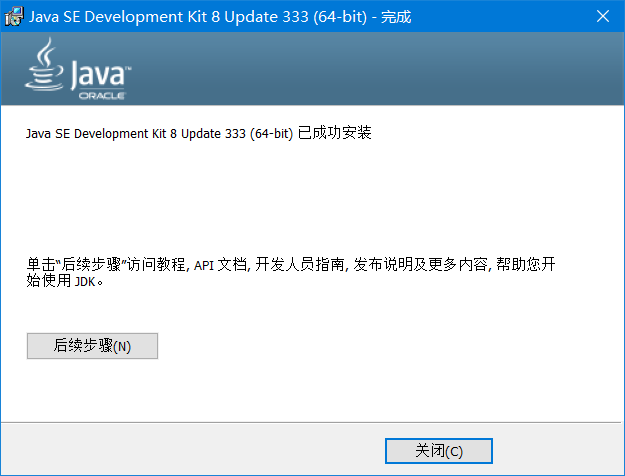 Java SE Development Kit 8 Update 333 (64-bit) - 完成
Java™
ORACLE
Java SE Development Kit 8 Update 333 (64-bit) 已成功安装
单击“后续步骤”访问教程, API 文档, 开发人员指南, 发布说明及更多内容, 帮助您开
始使用 JDK。
后续步骤(N)
关闭(C)